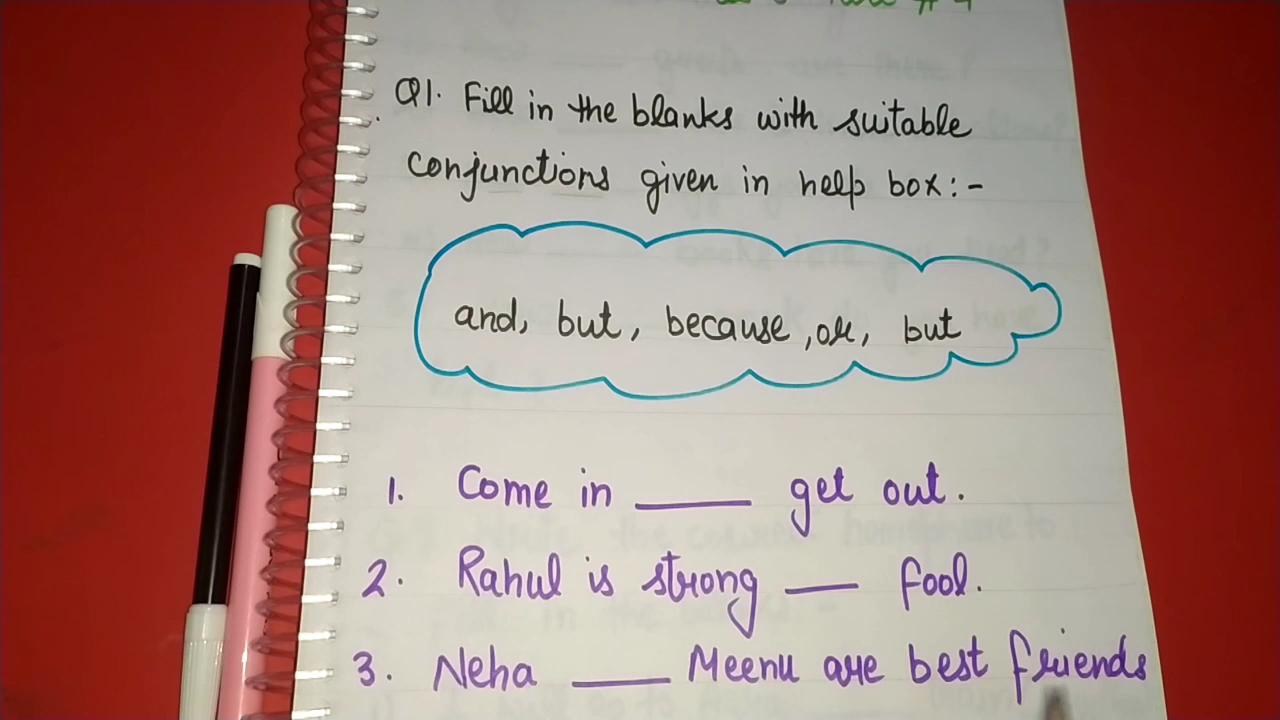 Q1. Fill in the blanks with suitable
conjunctions given in help box:-
and, but, because, or, but
1. Come in ____ get out.
2. Rahul is strong ___ fool.
3. Neha ____ Meenu are best friends